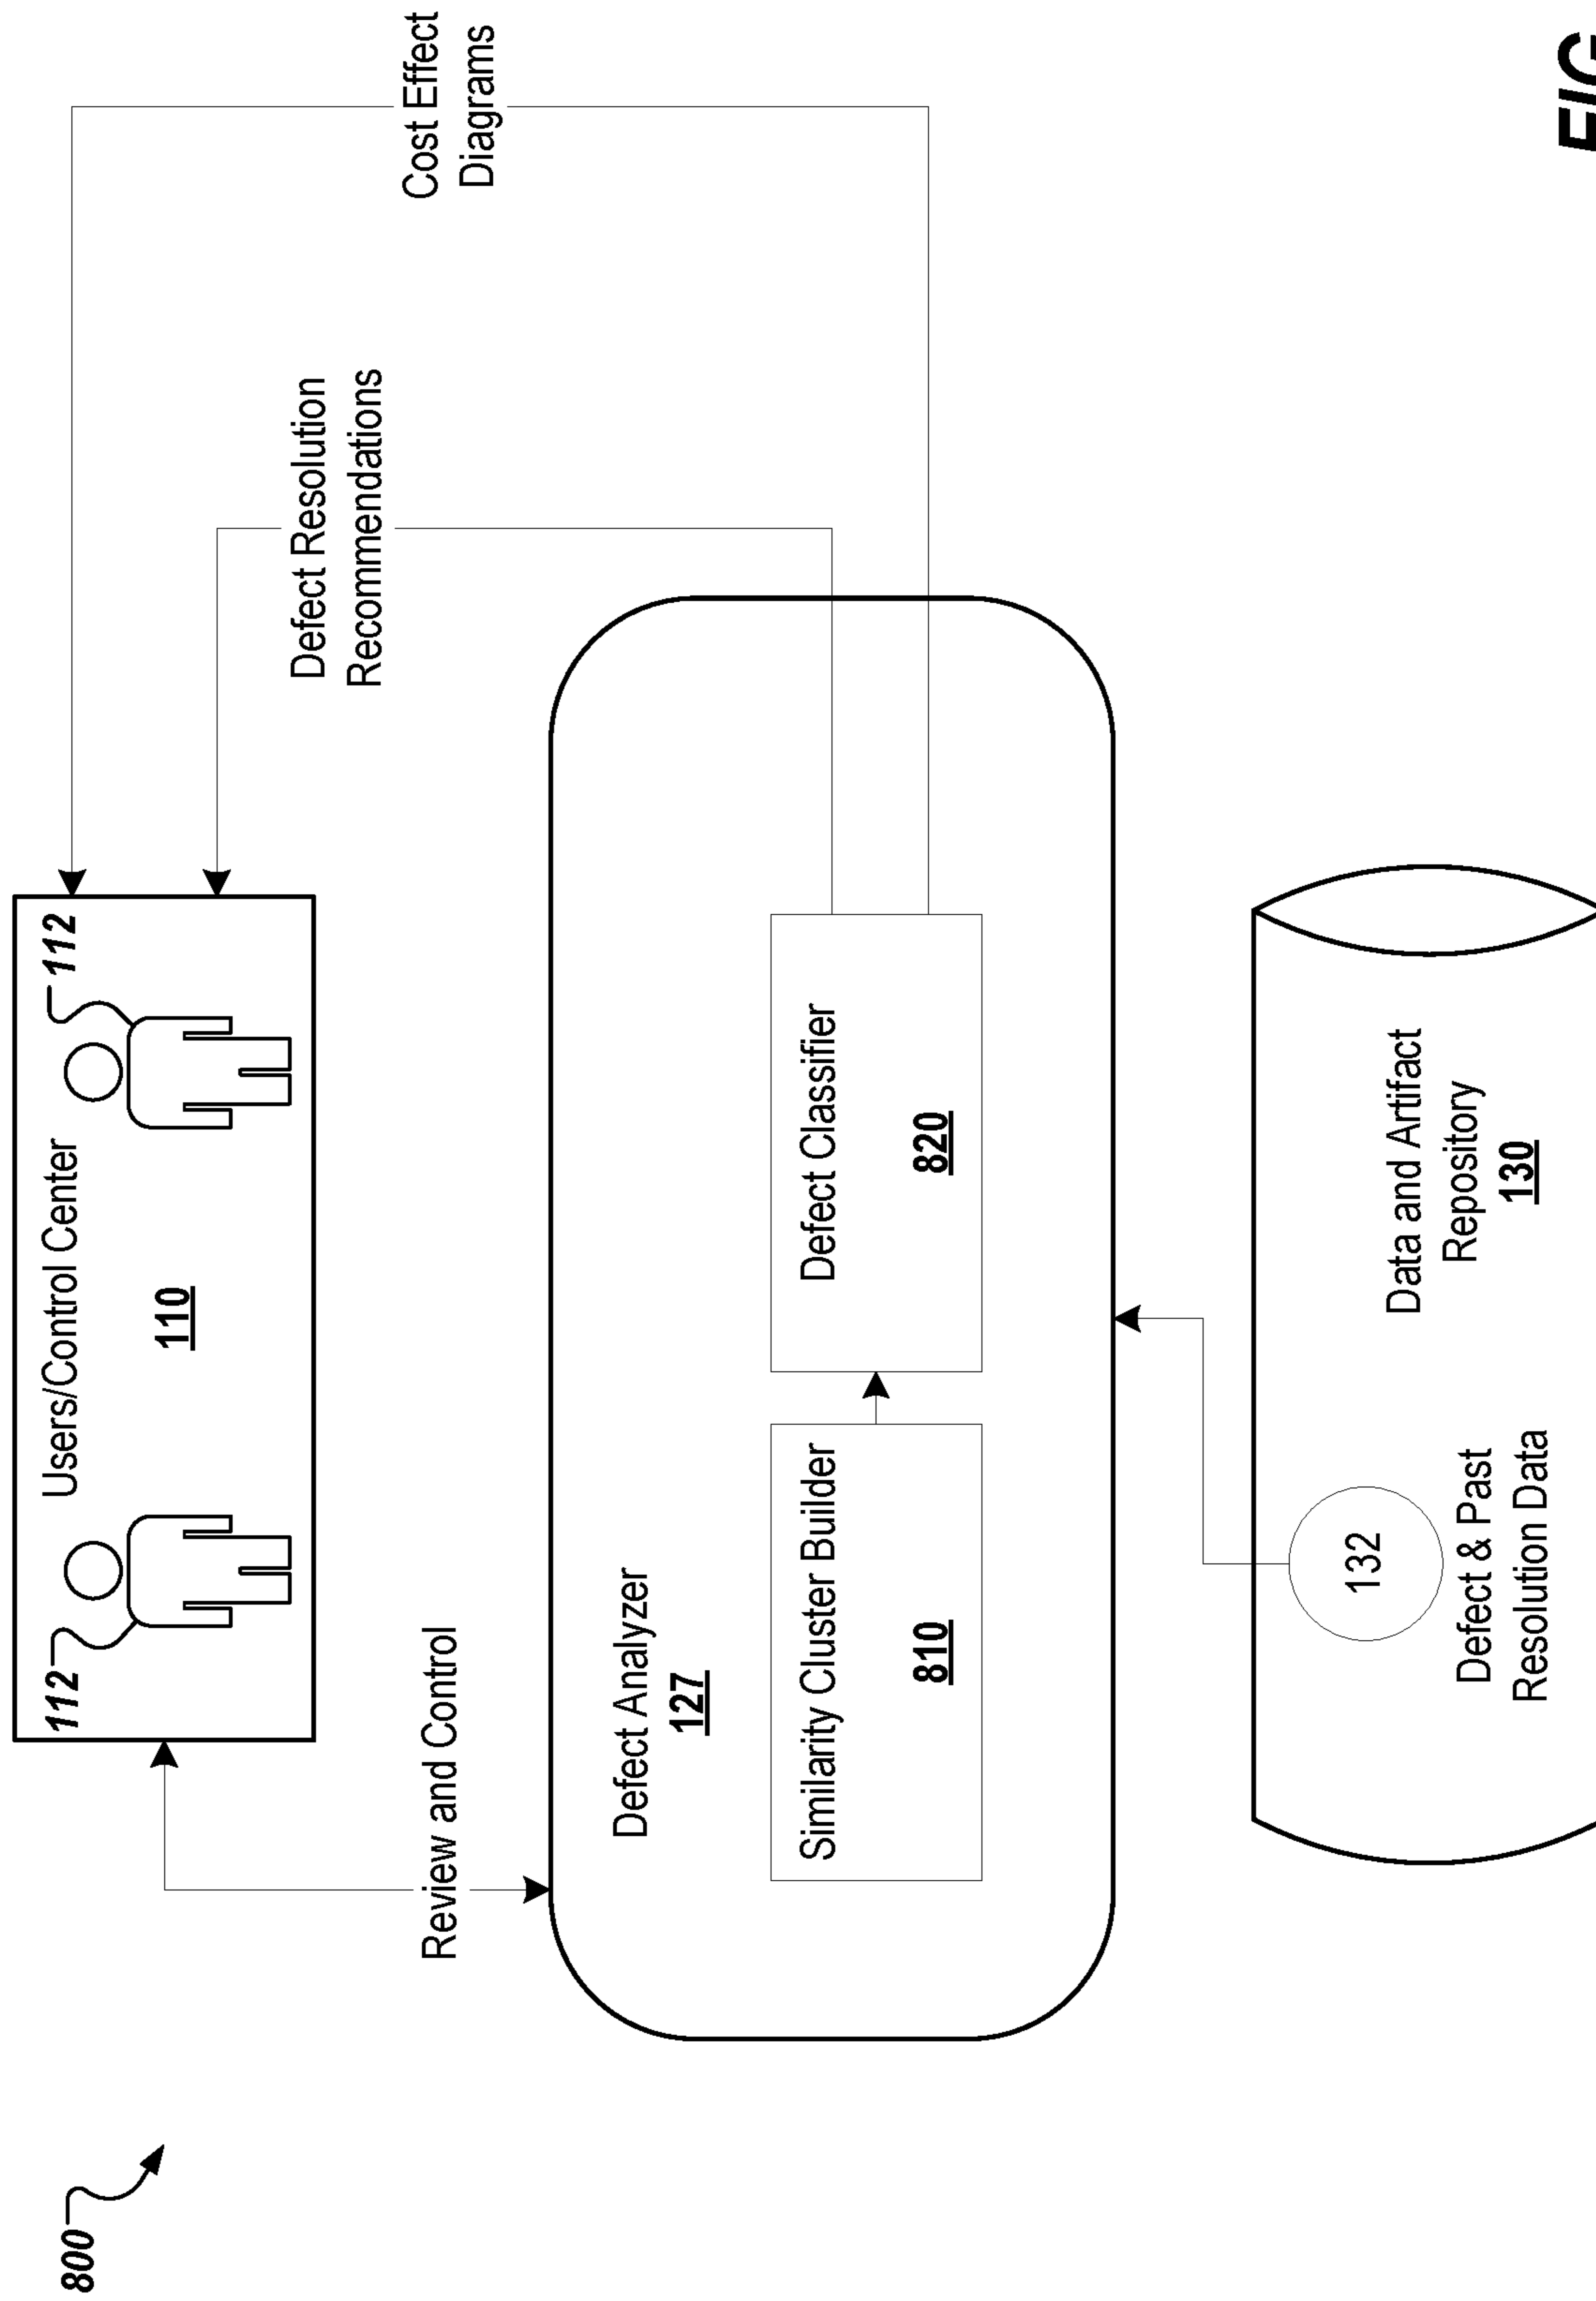 800
112
Users/Control Center
112
110
Review and Control
Defect Resolution
Recommendations
Cost Effect
Diagrams
Defect Analyzer
127
Similarity Cluster Builder
810
Defect Classifier
820
132
Defect & Past
Resolution Data
Data and Artifact
Repository
130
FIG